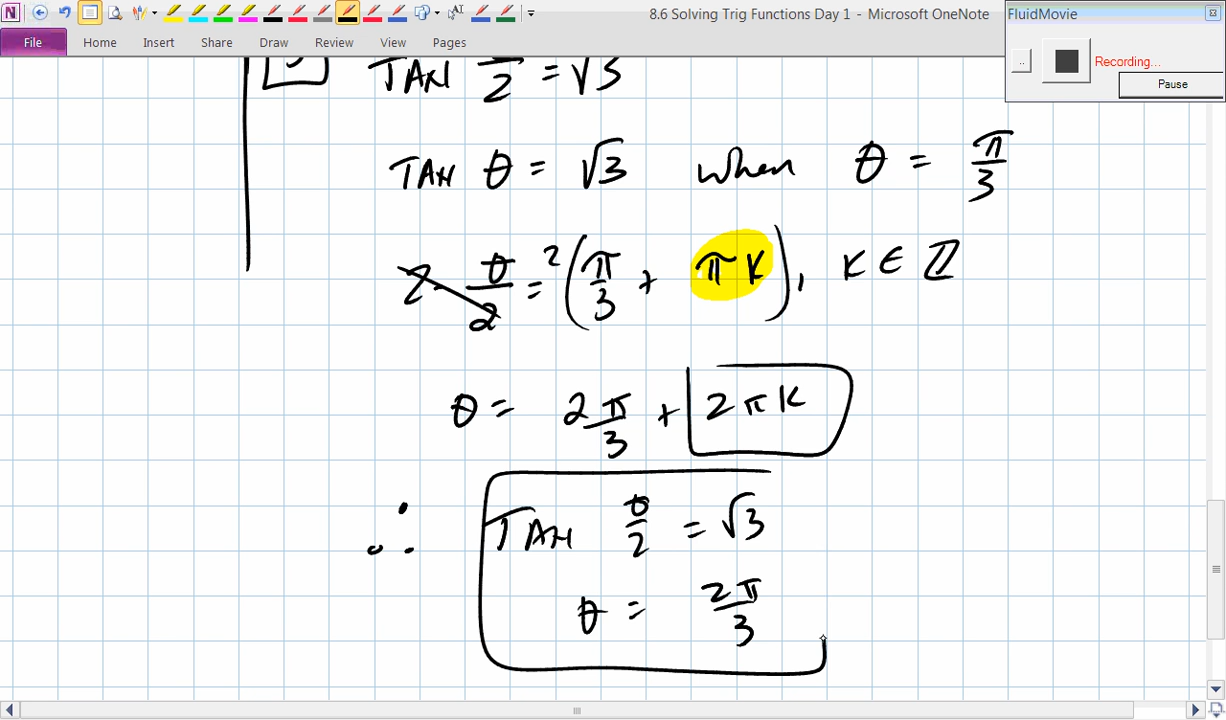 8.6 Solving Trig Functions Day 1 - Microsoft OneNote
FluidMovie
File Home Insert Share Draw Review View Pages
.. Recording...
Pause
TAN θ/2 = √3
TAN θ = √3 when θ = π/3
2 · θ/2 = 2(π/3 + πk), k ∈ ℤ
θ = 2π/3 + 2πk
∴ TAN θ/2 = √3
θ = 2π/3